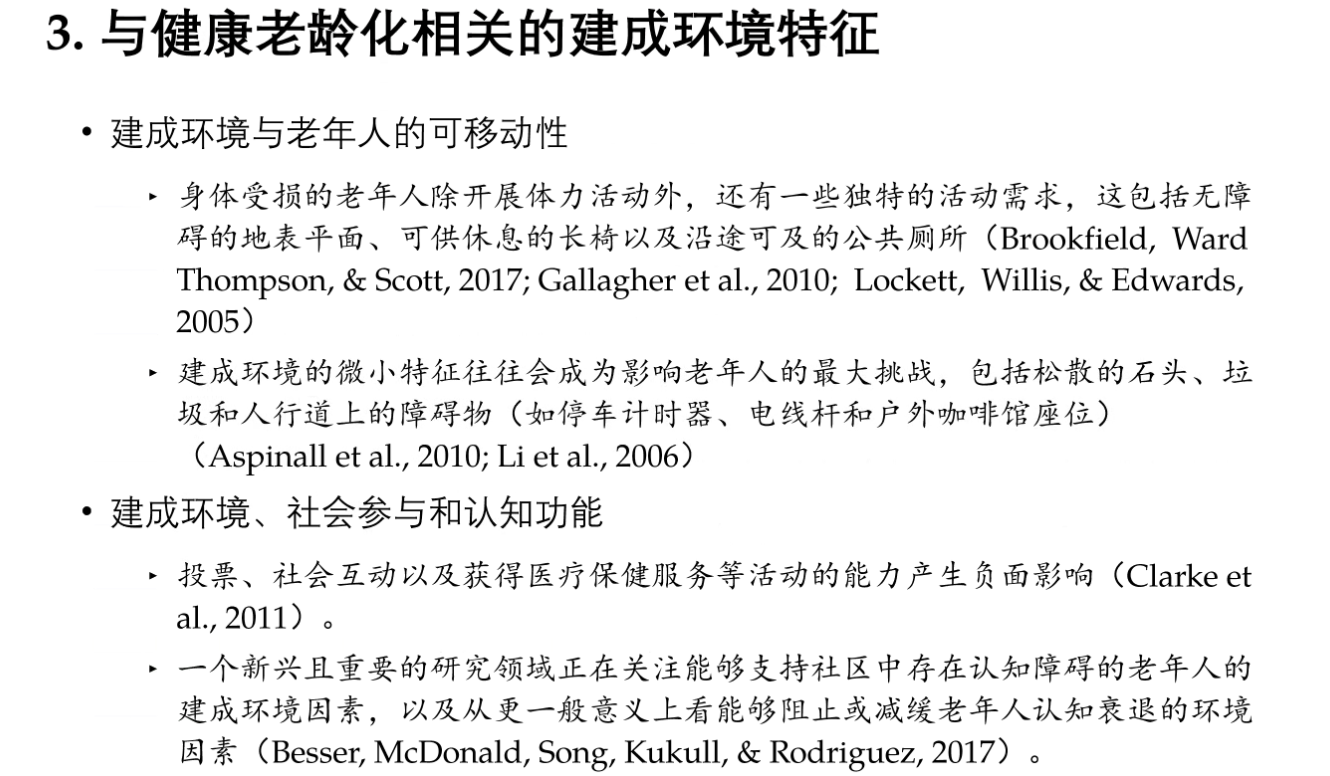 3. 与健康老龄化相关的建成环境特征
• 建成环境与老年人的可移动性
‣ 身体受损的老年人除开展体力活动外，还有一些独特的活动需求，这包括无障
碍的地表平面、可供休息的长椅以及沿途可及的公共厕所（Brookfield, Ward
Thompson, & Scott, 2017; Gallagher et al., 2010; Lockett, Willis, & Edwards,
2005）
‣ 建成环境的微小特征往往会成为影响老年人的最大挑战，包括松散的石头、垃
圾和人行道上的障碍物（如停车计时器、电线杆和户外咖啡馆座位）
（Aspinall et al., 2010; Li et al., 2006）
• 建成环境、社会参与和认知功能
‣ 投票、社会互动以及获得医疗保健服务等活动的能力产生负面影响（Clarke et
al., 2011）。
‣ 一个新兴且重要的研究领域正在关注能够支持社区中存在认知障碍的老年人的
建成环境因素，以及从更一般意义上看能够阻止或减缓老年人认知衰退的环境
因素（Besser, McDonald, Song, Kukull, & Rodriguez, 2017）。